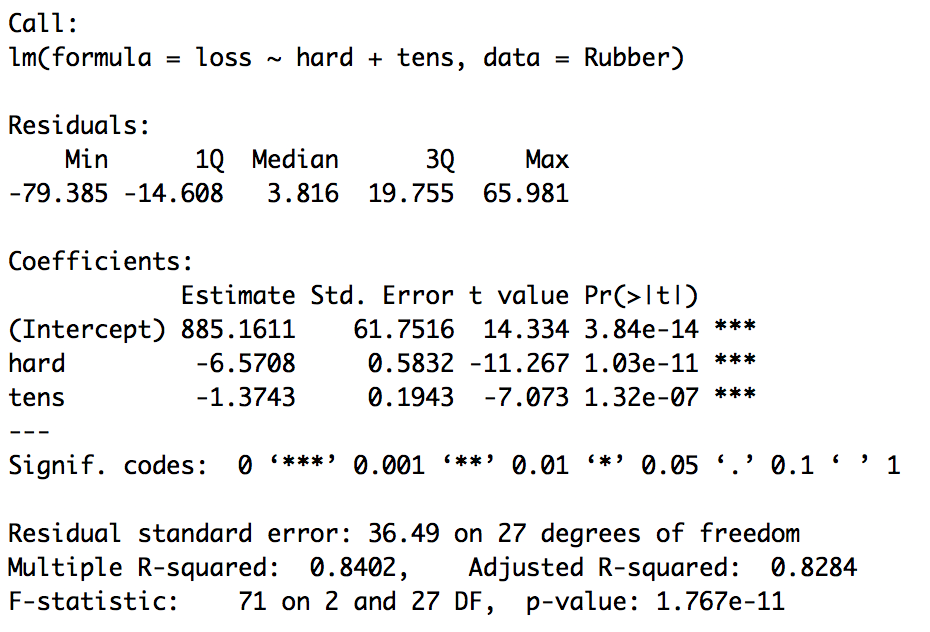 Call:
lm(formula = loss ~ hard + tens, data = Rubber)
Residuals:
Min 1Q Median 3Q Max
-79.385 -14.608 3.816 19.755 65.981
Coefficients:
Estimate Std. Error t value Pr(>|t|)
(Intercept) 885.1611 61.7516 14.334 3.84e-14 ***
hard -6.5708 0.5832 -11.267 1.03e-11 ***
tens -1.3743 0.1943 -7.073 1.32e-07 ***
---
Signif. codes: 0 ‘***’ 0.001 ‘**’ 0.01 ‘*’ 0.05 ‘.’ 0.1 ‘ ’ 1
Residual standard error: 36.49 on 27 degrees of freedom
Multiple R-squared: 0.8402, Adjusted R-squared: 0.8284
F-statistic: 71 on 2 and 27 DF, p-value: 1.767e-11